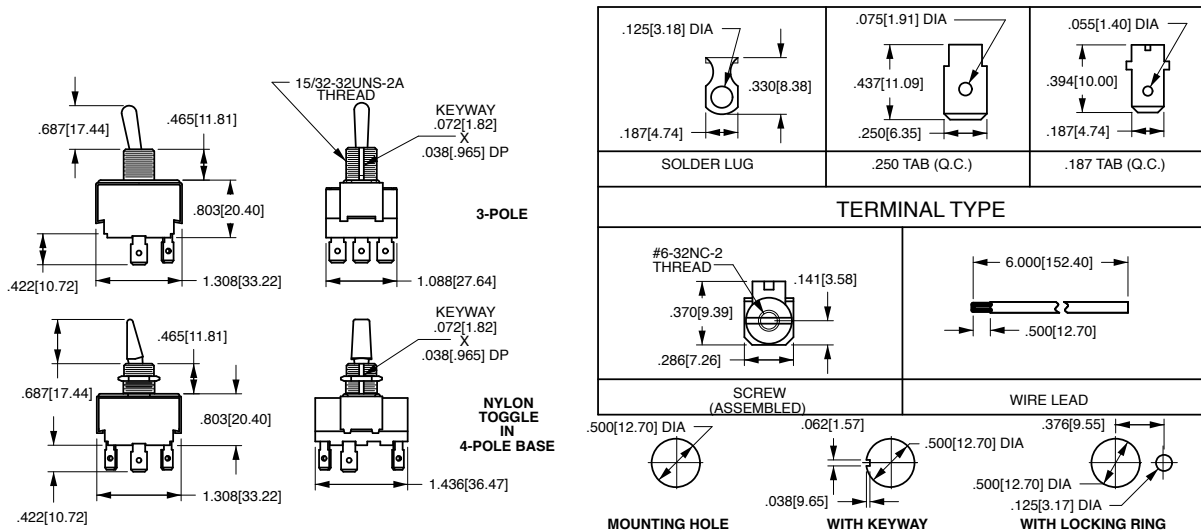 15/32-32UNS-2A
THREAD
KEYWAY
.072[1.82]
X
.038[.965] DP
.687[17.44]
.465[11.81]
.803[20.40]
3-POLE
.422[10.72]
1.308[33.22]
1.088[27.64]
KEYWAY
.072[1.82]
X
.038[.965] DP
.465[11.81]
.687[17.44]
.803[20.40]
NYLON
TOGGLE
IN
4-POLE BASE
1.308[33.22]
1.436[36.47]
.422[10.72]
.125[3.18] DIA
.330[8.38]
.187[4.74]
SOLDER LUG
.075[1.91] DIA
.437[11.09]
.250[6.35]
.250 TAB (Q.C.)
.055[1.40] DIA
.394[10.00]
.187[4.74]
.187 TAB (Q.C.)
TERMINAL TYPE
#6-32NC-2
THREAD
.141[3.58]
.370[9.39]
.286[7.26]
SCREW
(ASSEMBLED)
6.000[152.40]
.500[12.70]
WIRE LEAD
.500[12.70] DIA
MOUNTING HOLE
.062[1.57]
.500[12.70] DIA
.038[9.65]
WITH KEYWAY
.376[9.55]
.500[12.70] DIA
.125[3.17] DIA
WITH LOCKING RING